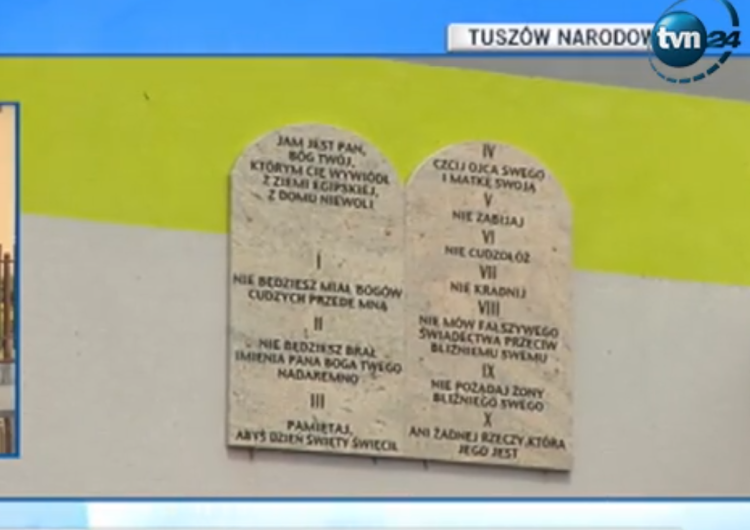 TUSZÓW NARODOW
tvn24
JAM JEST PAN,
BÓG TWÓJ,
KTÓRYM CIĘ WYWIÓDŁ
Z ZIEMI EGIPSKIEJ,
Z DOMU NIEWOLI
I
NIE BĘDZIESZ MIAŁ BOGÓW
CUDZYCH PRZEDE MNĄ
II
NIE BĘDZIESZ BRAŁ
IMIENIA PANA BOGA TWEGO
NADAREMNO
III
PAMIĘTAJ,
ABYŚ DZIEŃ ŚWIĘTY ŚWIĘCIŁ
IV
CZCIJ OJCA SWEGO
I MATKĘ SWOJĄ
V
NIE ZABIJAJ
VI
NIE CUDZOŁÓŻ
VII
NIE KRADNIJ
VIII
NIE MÓW FAŁSZYWEGO
ŚWIADECTWA PRZECIW
BLIŹNIEMU SWEMU
IX
NIE POŻĄDAJ ŻONY
BLIŹNIEGO SWEGO
X
ANI ŻADNEJ RZECZY, KTÓRA
JEGO JEST